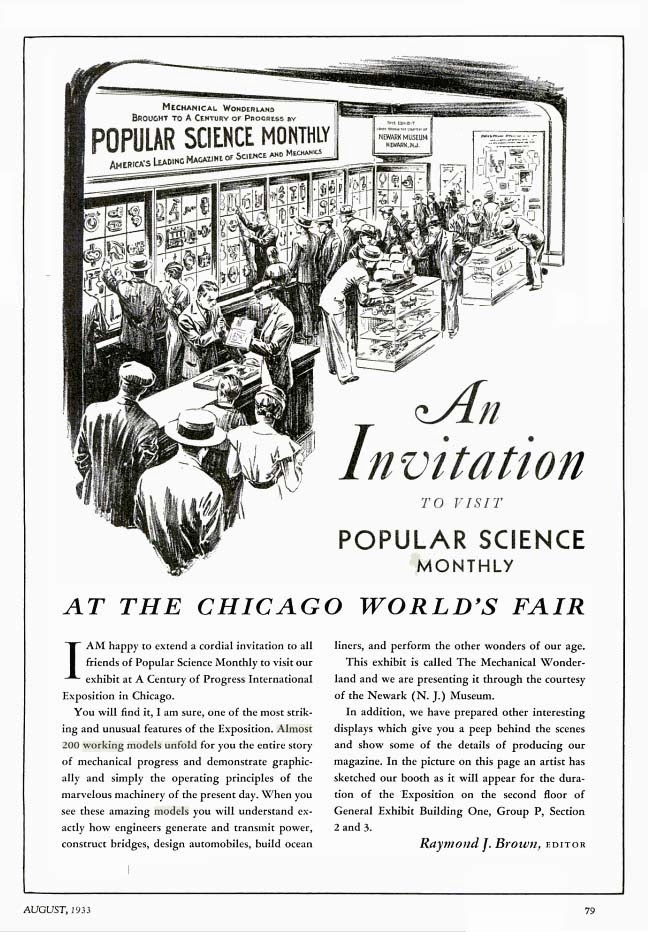 MECHANICAL WONDERLAND
BROUGHT TO A CENTURY OF PROGRESS BY
POPULAR SCIENCE MONTHLY
AMERICA'S LEADING MAGAZINE OF SCIENCE AND MECHANICS
THIS EXHIBIT
NEWARK MUSEUM
NEWARK, N.J.
An
Invitation
TO VISIT
POPULAR SCIENCE
MONTHLY
AT THE CHICAGO WORLD'S FAIR
I AM happy to extend a cordial invitation to all
friends of Popular Science Monthly to visit our
exhibit at A Century of Progress International
Exposition in Chicago.
You will find it, I am sure, one of the most strik-
ing and unusual features of the Exposition. Almost
200 working models unfold for you the entire story
of mechanical progress and demonstrate graphic-
ally and simply the operating principles of the
marvelous machinery of the present day. When you
see these amazing models you will understand ex-
actly how engineers generate and transmit power,
construct bridges, design automobiles, build ocean
liners, and perform the other wonders of our age.
This exhibit is called The Mechanical Wonder-
land and we are presenting it through the courtesy
of the Newark (N. J.) Museum.
In addition, we have prepared other interesting
displays which give you a peep behind the scenes
and show some of the details of producing our
magazine. In the picture on this page an artist has
sketched our booth as it will appear for the dura-
tion of the Exposition on the second floor of
General Exhibit Building One, Group P, Section
2 and 3.
Raymond J. Brown, EDITOR
AUGUST, 1933
79